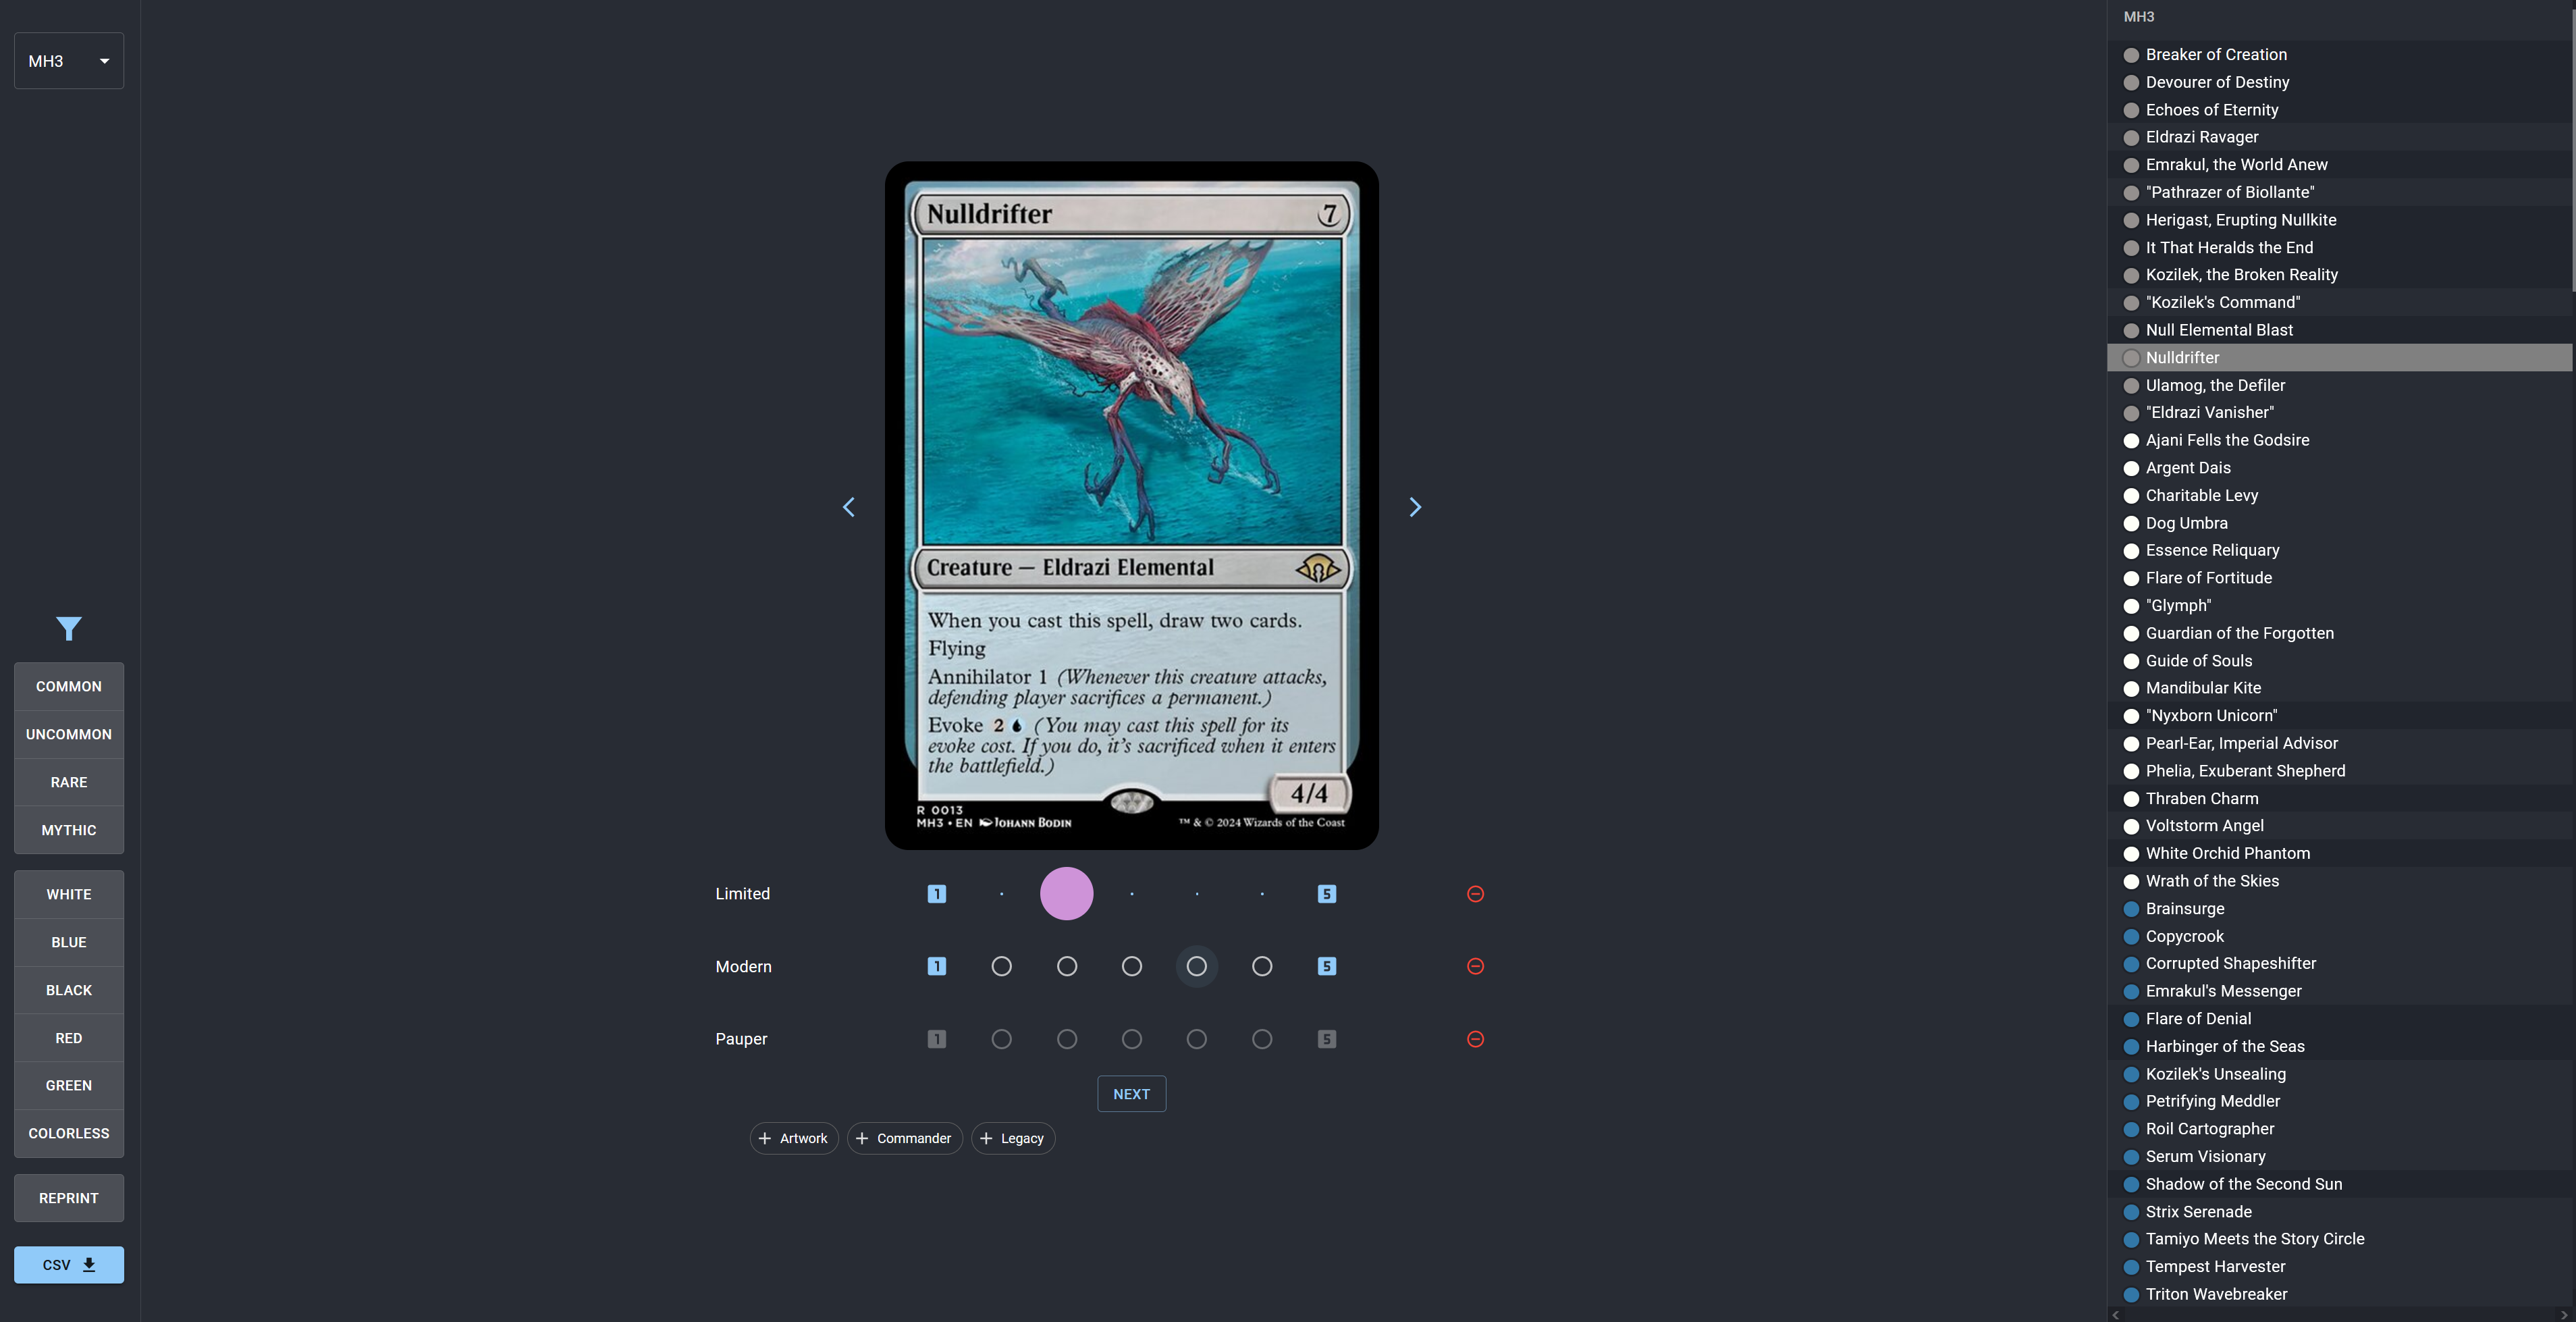 MH3
COMMON
UNCOMMON
RARE
MYTHIC
WHITE
BLUE
BLACK
RED
GREEN
COLORLESS
REPRINT
CSV
Nulldrifter 7
Creature — Eldrazi Elemental
When you cast this spell, draw two cards.
Flying
Annihilator 1 (Whenever this creature attacks,
defending player sacrifices a permanent.)
Evoke 2 (You may cast this spell for its
evoke cost. If you do, it's sacrificed when it enters
the battlefield.)
4/4
R 0013
MH3 • EN Johann Bodin ™ & © 2024 Wizards of the Coast
Limited 1 5
Modern 1 5
Pauper 1 5
NEXT
Artwork Commander Legacy
MH3
Breaker of Creation
Devourer of Destiny
Echoes of Eternity
Eldrazi Ravager
Emrakul, the World Anew
"Pathrazer of Biollante"
Herigast, Erupting Nullkite
It That Heralds the End
Kozilek, the Broken Reality
"Kozilek's Command"
Null Elemental Blast
Nulldrifter
Ulamog, the Defiler
"Eldrazi Vanisher"
Ajani Fells the Godsire
Argent Dais
Charitable Levy
Dog Umbra
Essence Reliquary
Flare of Fortitude
"Glymph"
Guardian of the Forgotten
Guide of Souls
Mandibular Kite
"Nyxborn Unicorn"
Pearl-Ear, Imperial Advisor
Phelia, Exuberant Shepherd
Thraben Charm
Voltstorm Angel
White Orchid Phantom
Wrath of the Skies
Brainsurge
Copycrook
Corrupted Shapeshifter
Emrakul's Messenger
Flare of Denial
Harbinger of the Seas
Kozilek's Unsealing
Petrifying Meddler
Roil Cartographer
Serum Visionary
Shadow of the Second Sun
Strix Serenade
Tamiyo Meets the Story Circle
Tempest Harvester
Triton Wavebreaker